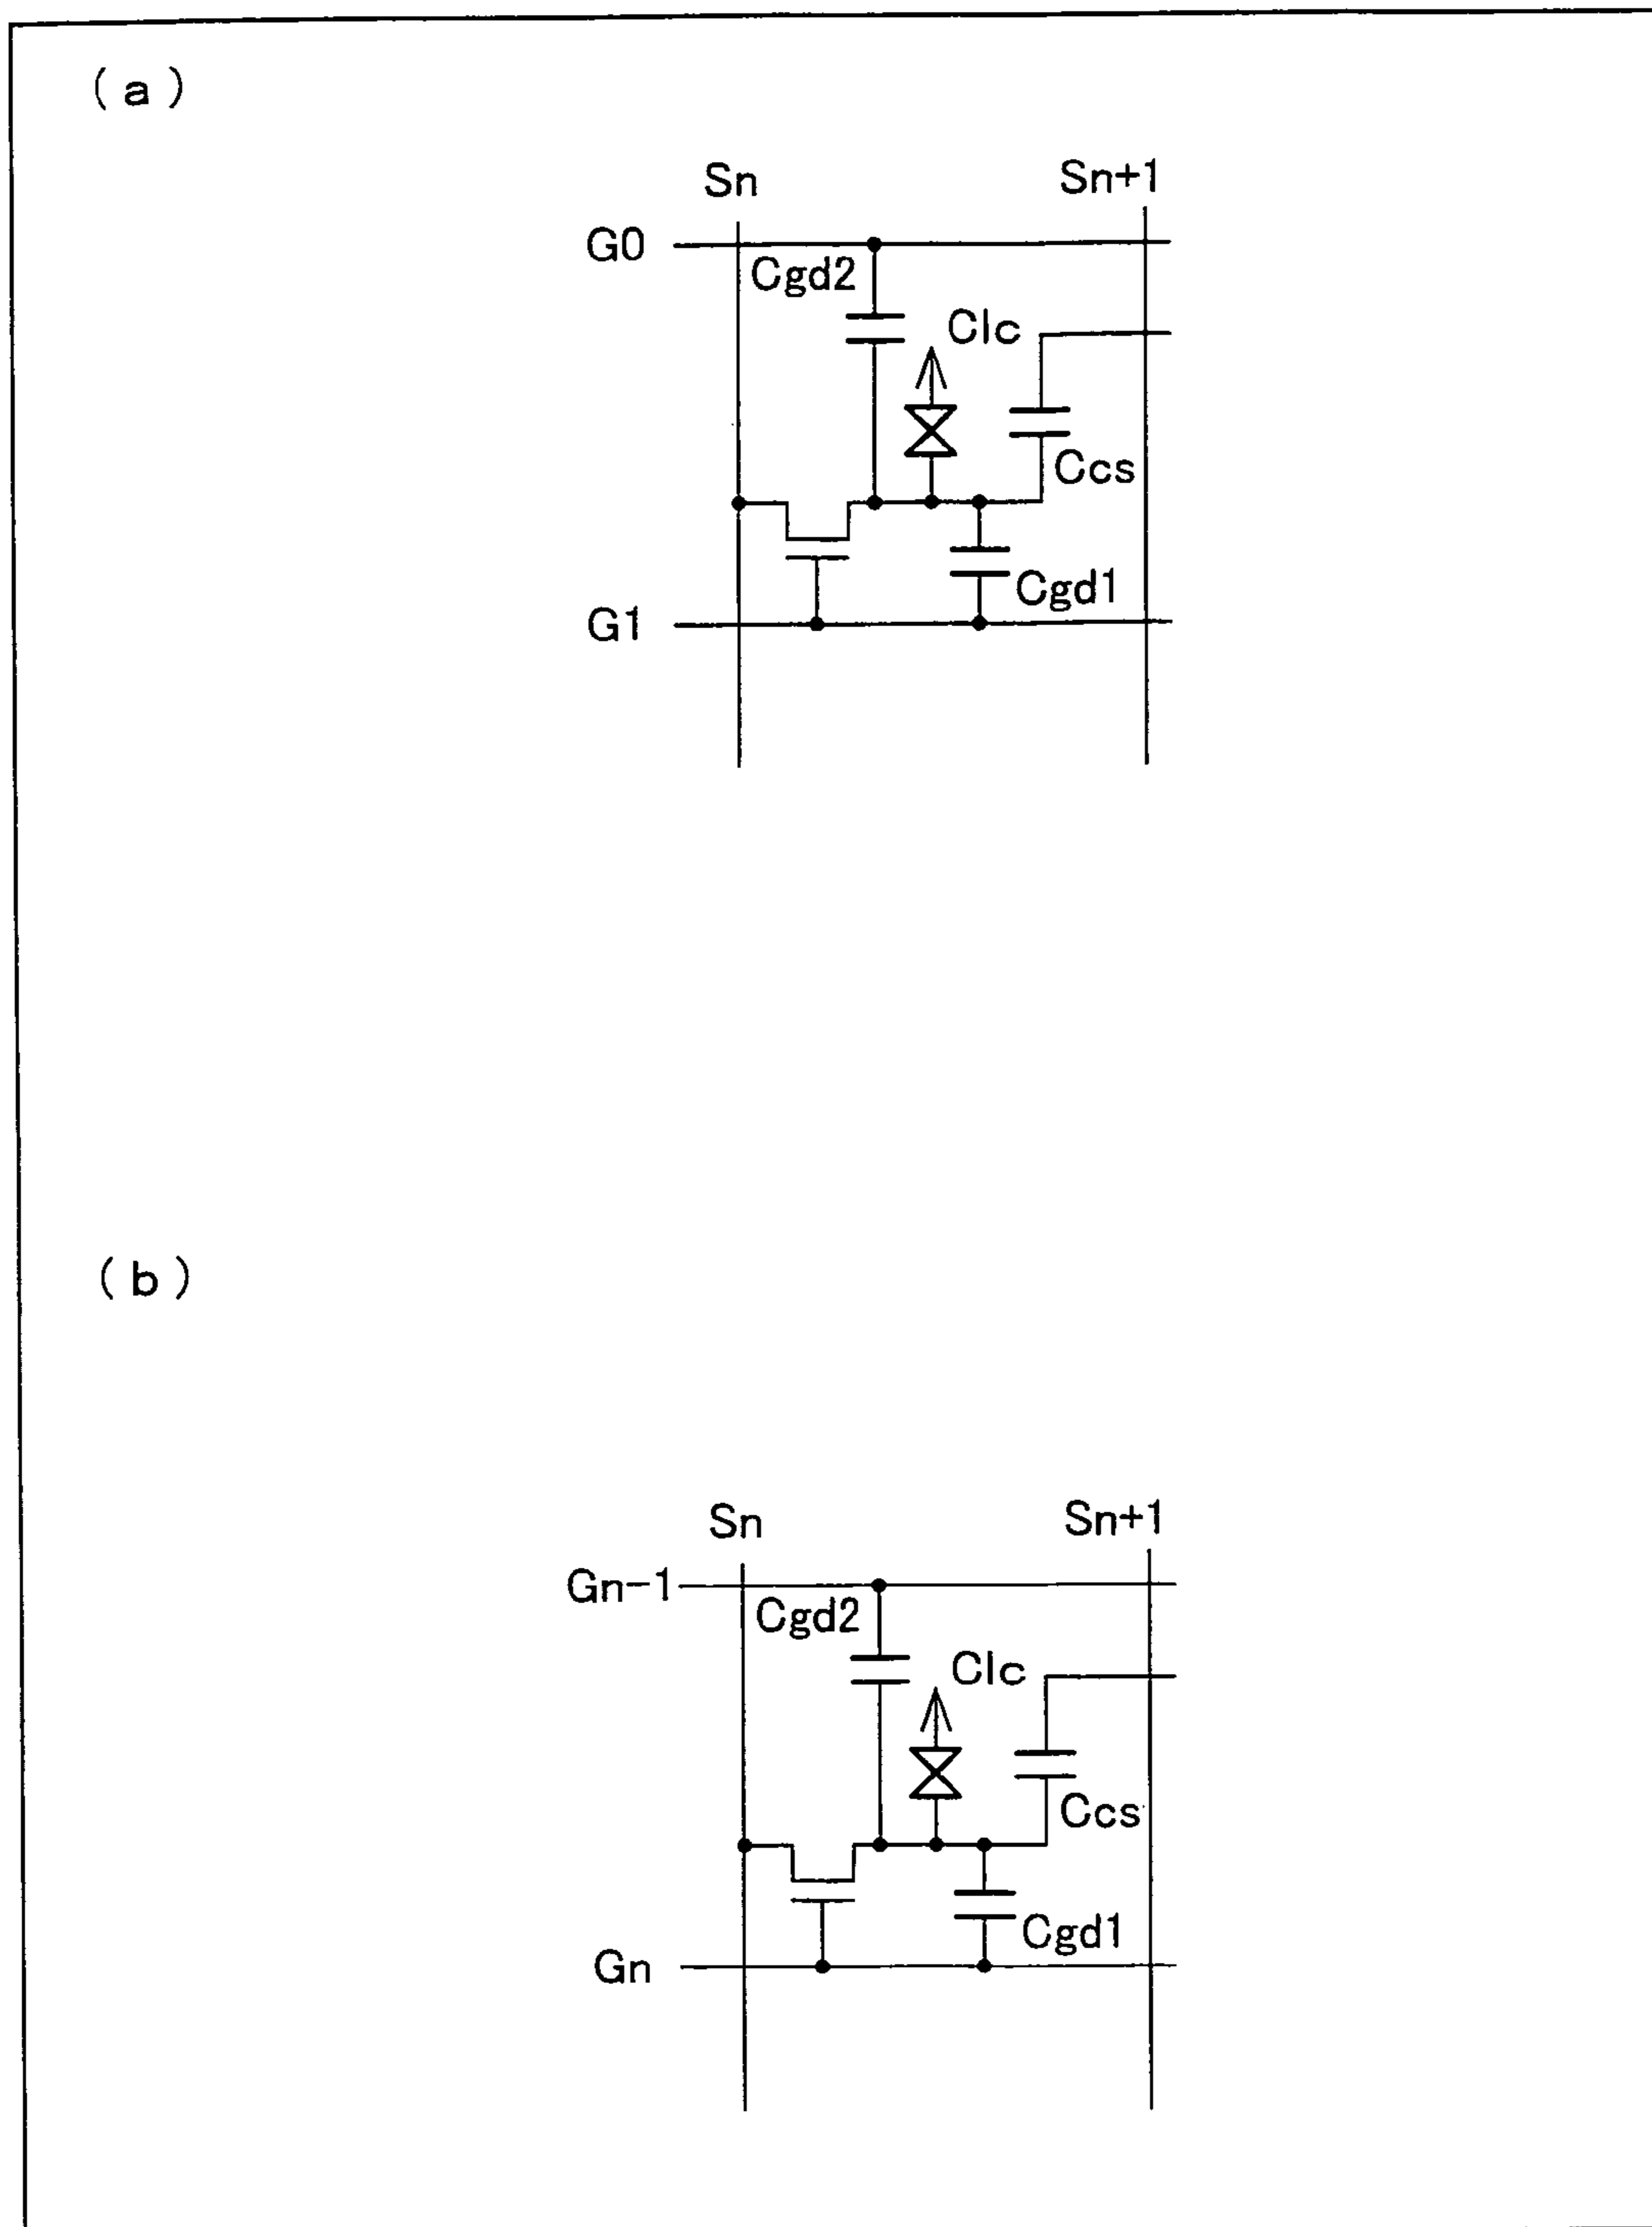 (a)
Sn Sn+1
G0
Cgd2
Clc
Ccs
Cgd1
G1
(b)
Sn Sn+1
Gn-1
Cgd2
Clc
Ccs
Cgd1
Gn